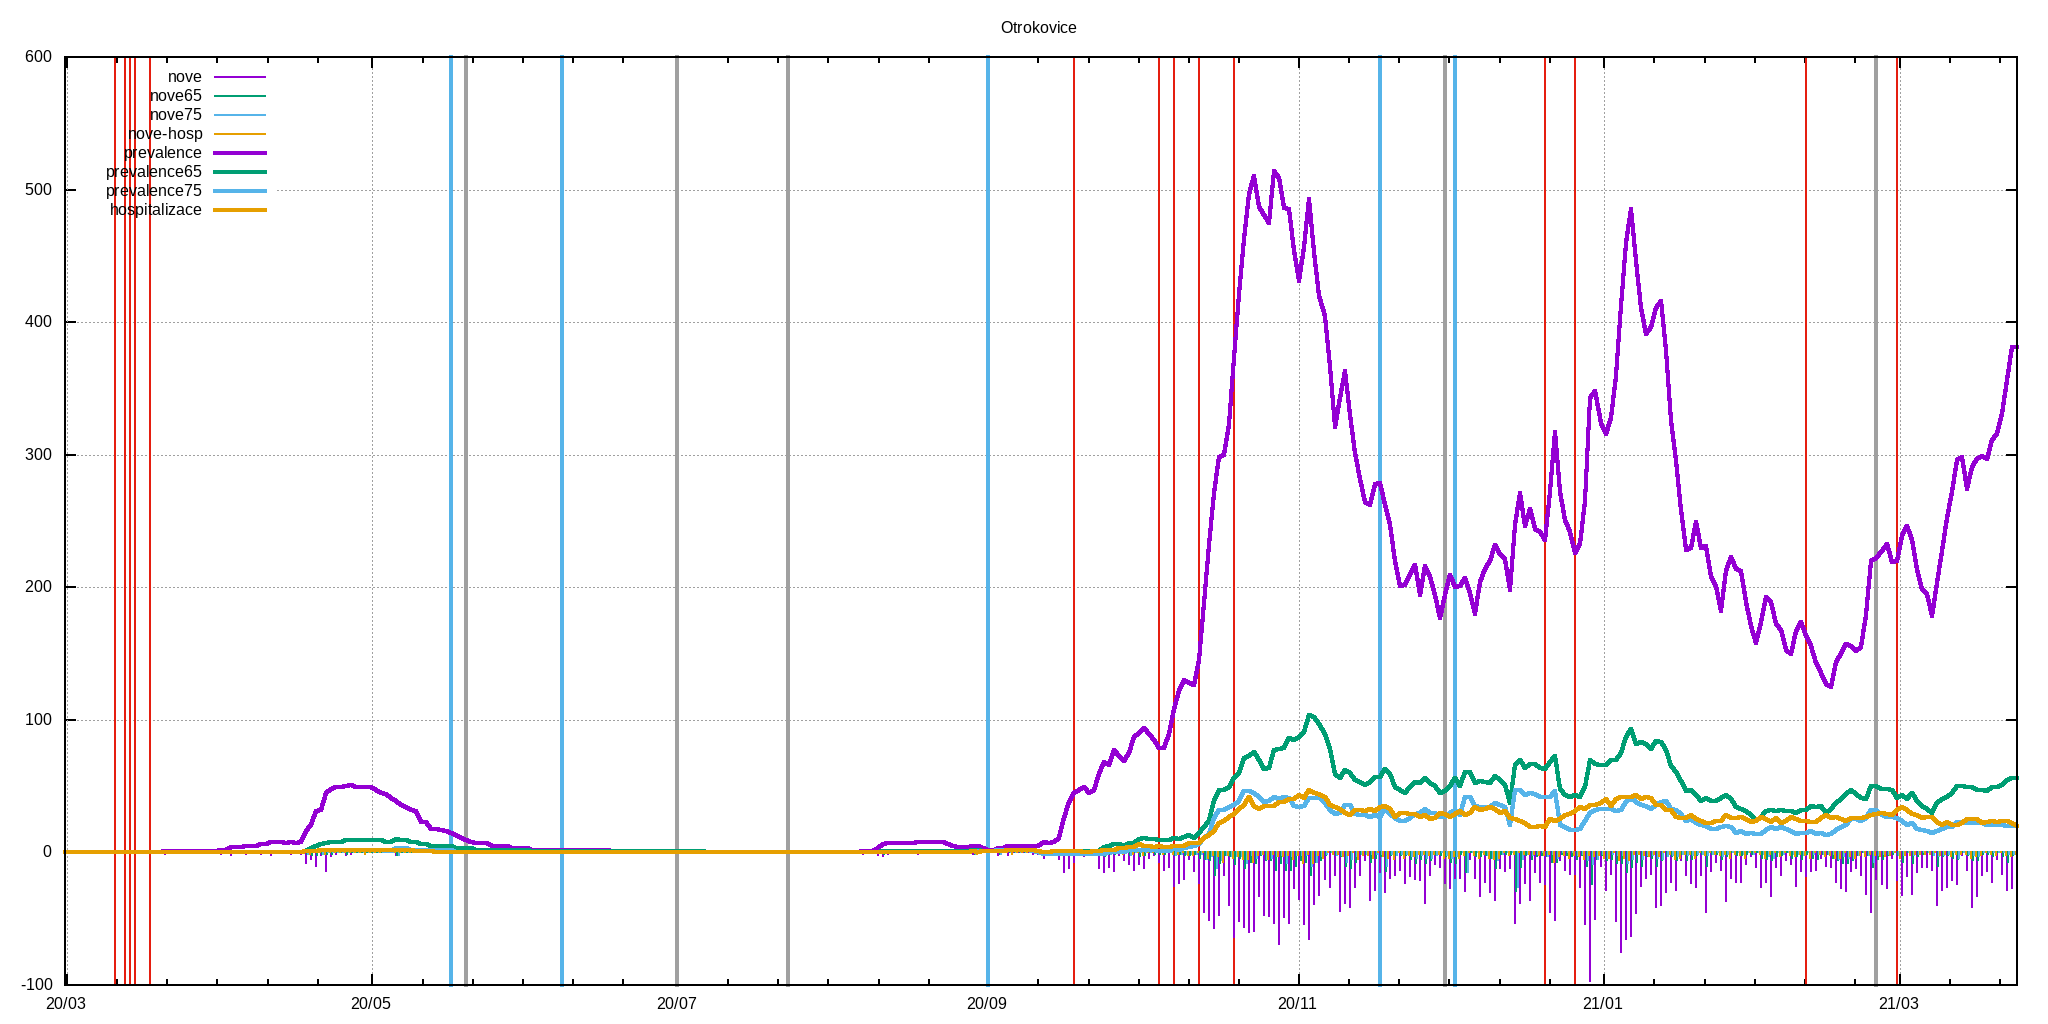 Otrokovice
600
500
400
300
200
100
0
-100
nove
nove65
nove75
nove-hosp
prevalence
prevalence65
prevalence75
hospitalizace
20/03 20/05 20/07 20/09 20/11 21/01 21/03